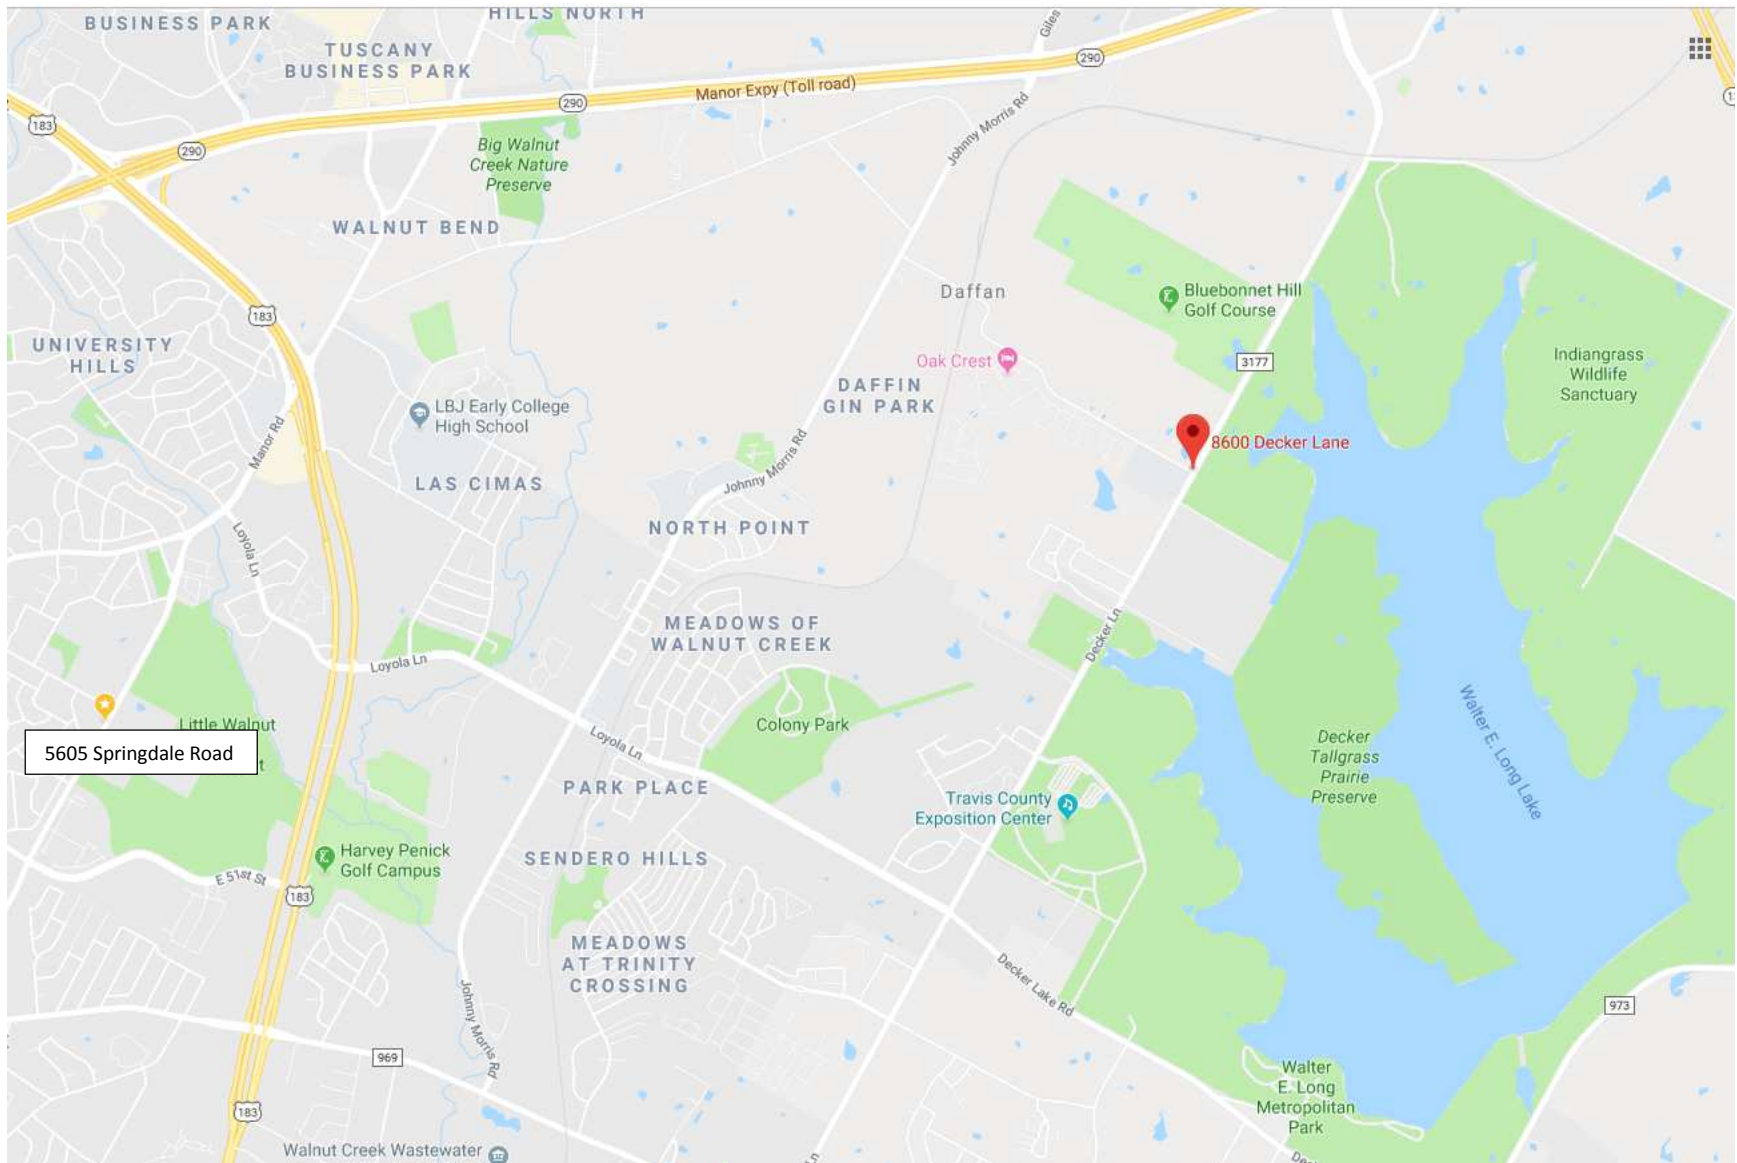 BUSINESS PARK
HILLS NORTH
TUSCANY
BUSINESS PARK
Giles
290
Manor Expy (Toll road)
290
183
290
Johnny Morris Rd
Big Walnut
Creek Nature
Preserve
WALNUT BEND
183
Daffan
Bluebonnet Hill
Golf Course
UNIVERSITY
HILLS
Oak Crest
3177
Indiangrass
Wildlife
Sanctuary
DAFFIN
GIN PARK
LBJ Early College
High School
Manor Rd
8600 Decker Lane
Johnny Morris Rd
LAS CIMAS
NORTH POINT
Loyola Ln
MEADOWS OF
WALNUT CREEK
Decker Ln
Loyola Ln
Little Walnut
Colony Park
Loyola Ln
5605 Springdale Road
t
Walter E. Long Lake
Decker
Tallgrass
Prairie
Preserve
PARK PLACE
Travis County
Exposition Center
Harvey Penick
Golf Campus
SENDERO HILLS
E 51st St
183
MEADOWS
AT TRINITY
CROSSING
Decker Lake Rd
973
Johnny Morris Rd
969
Walter
E. Long
Metropolitan
Park
183
Walnut Creek Wastewater